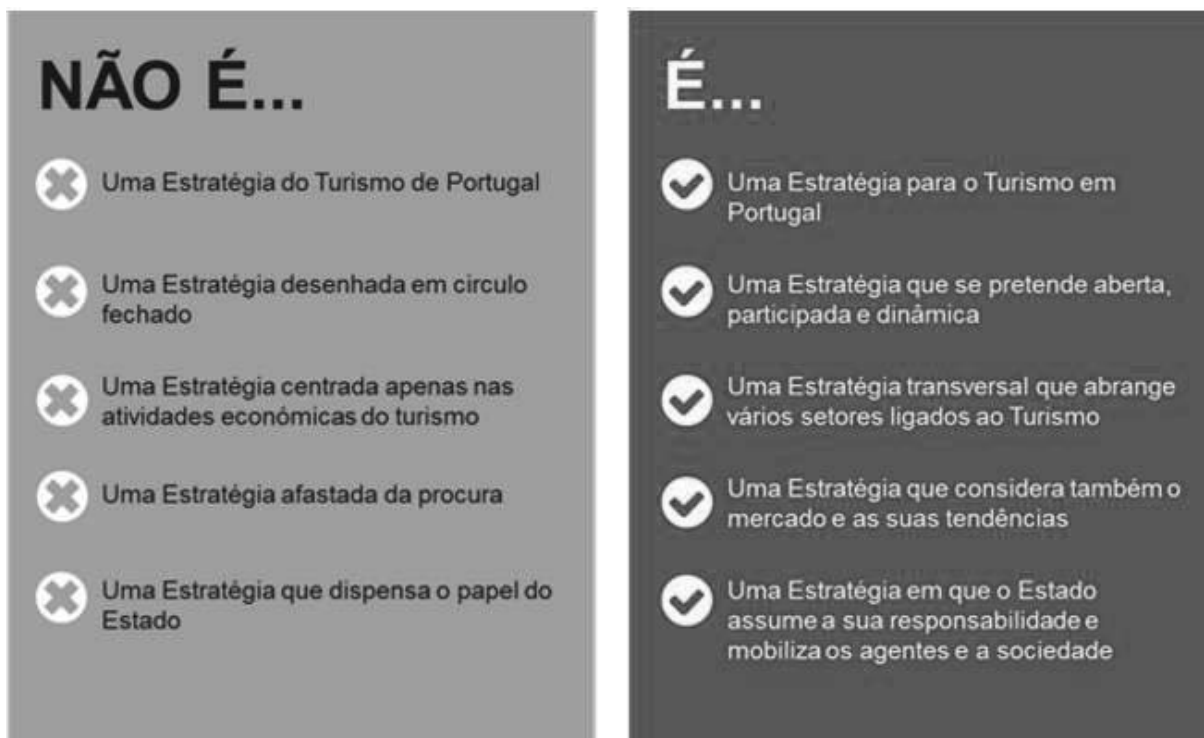 NÃO É...
Uma Estratégia do Turismo de Portugal
Uma Estratégia desenhada em circulo
fechado
Uma Estratégia centrada apenas nas
atividades económicas do turismo
Uma Estratégia afastada da procura
Uma Estratégia que dispensa o papel do
Estado
É...
Uma Estratégia para o Turismo em
Portugal
Uma Estratégia que se pretende aberta,
participada e dinâmica
Uma Estratégia transversal que abrange
vários setores ligados ao Turismo
Uma Estratégia que considera também o
mercado e as suas tendências
Uma Estratégia em que o Estado
assume a sua responsabilidade e
mobiliza os agentes e a sociedade